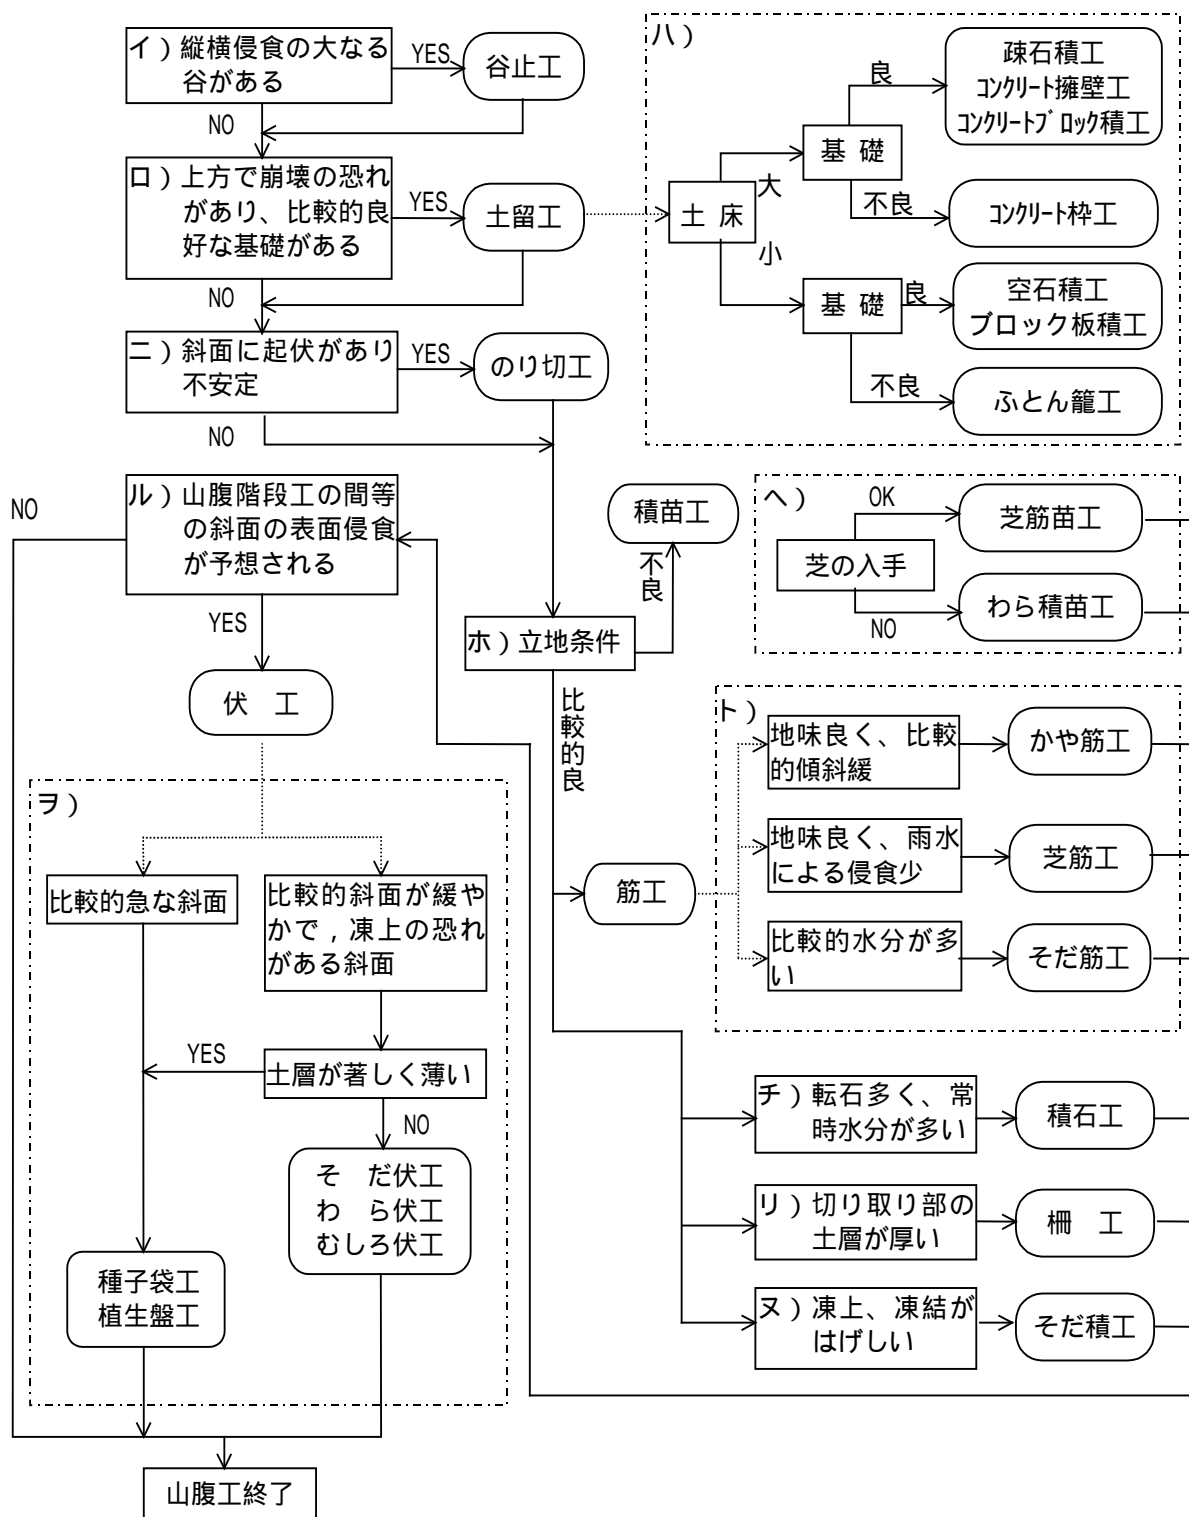 イ）縦横侵食の大なる
谷がある
YES
谷止工
NO
ロ）上方で崩壊の恐れ
があり、比較的良
好な基礎がある
YES
土留工
NO
ニ）斜面に起伏があり
不安定
YES
のり切工
NO
ハ）
土 床
大
小
基 礎
良
疎石積工
コンクリート擁壁工
コンクリートブロック積工
不良
コンクリート枠工
基 礎
良
空石積工
ブロック板積工
不良
ふとん籠工
NO
ル）山腹階段工の間等
の斜面の表面侵食
が予想される
YES
伏　工
積苗工
不良
ホ）立地条件
比較的良
ヘ）
芝の入手
OK
芝筋苗工
NO
わら積苗工
ト）
筋工
地味良く、比較
的傾斜緩
かや筋工
地味良く、雨水
による侵食少
芝筋工
比較的水分が多
い
そだ筋工
ヲ）
比較的急な斜面
比較的斜面が緩や
かで，凍上の恐れ
がある斜面
YES
土層が著しく薄い
NO
そ　だ伏工
わ　ら伏工
むしろ伏工
種子袋工
植生盤工
チ）転石多く、常
時水分が多い
積石工
リ）切り取り部の
土層が厚い
柵　工
ヌ）凍上、凍結が
はげしい
そだ積工
山腹工終了